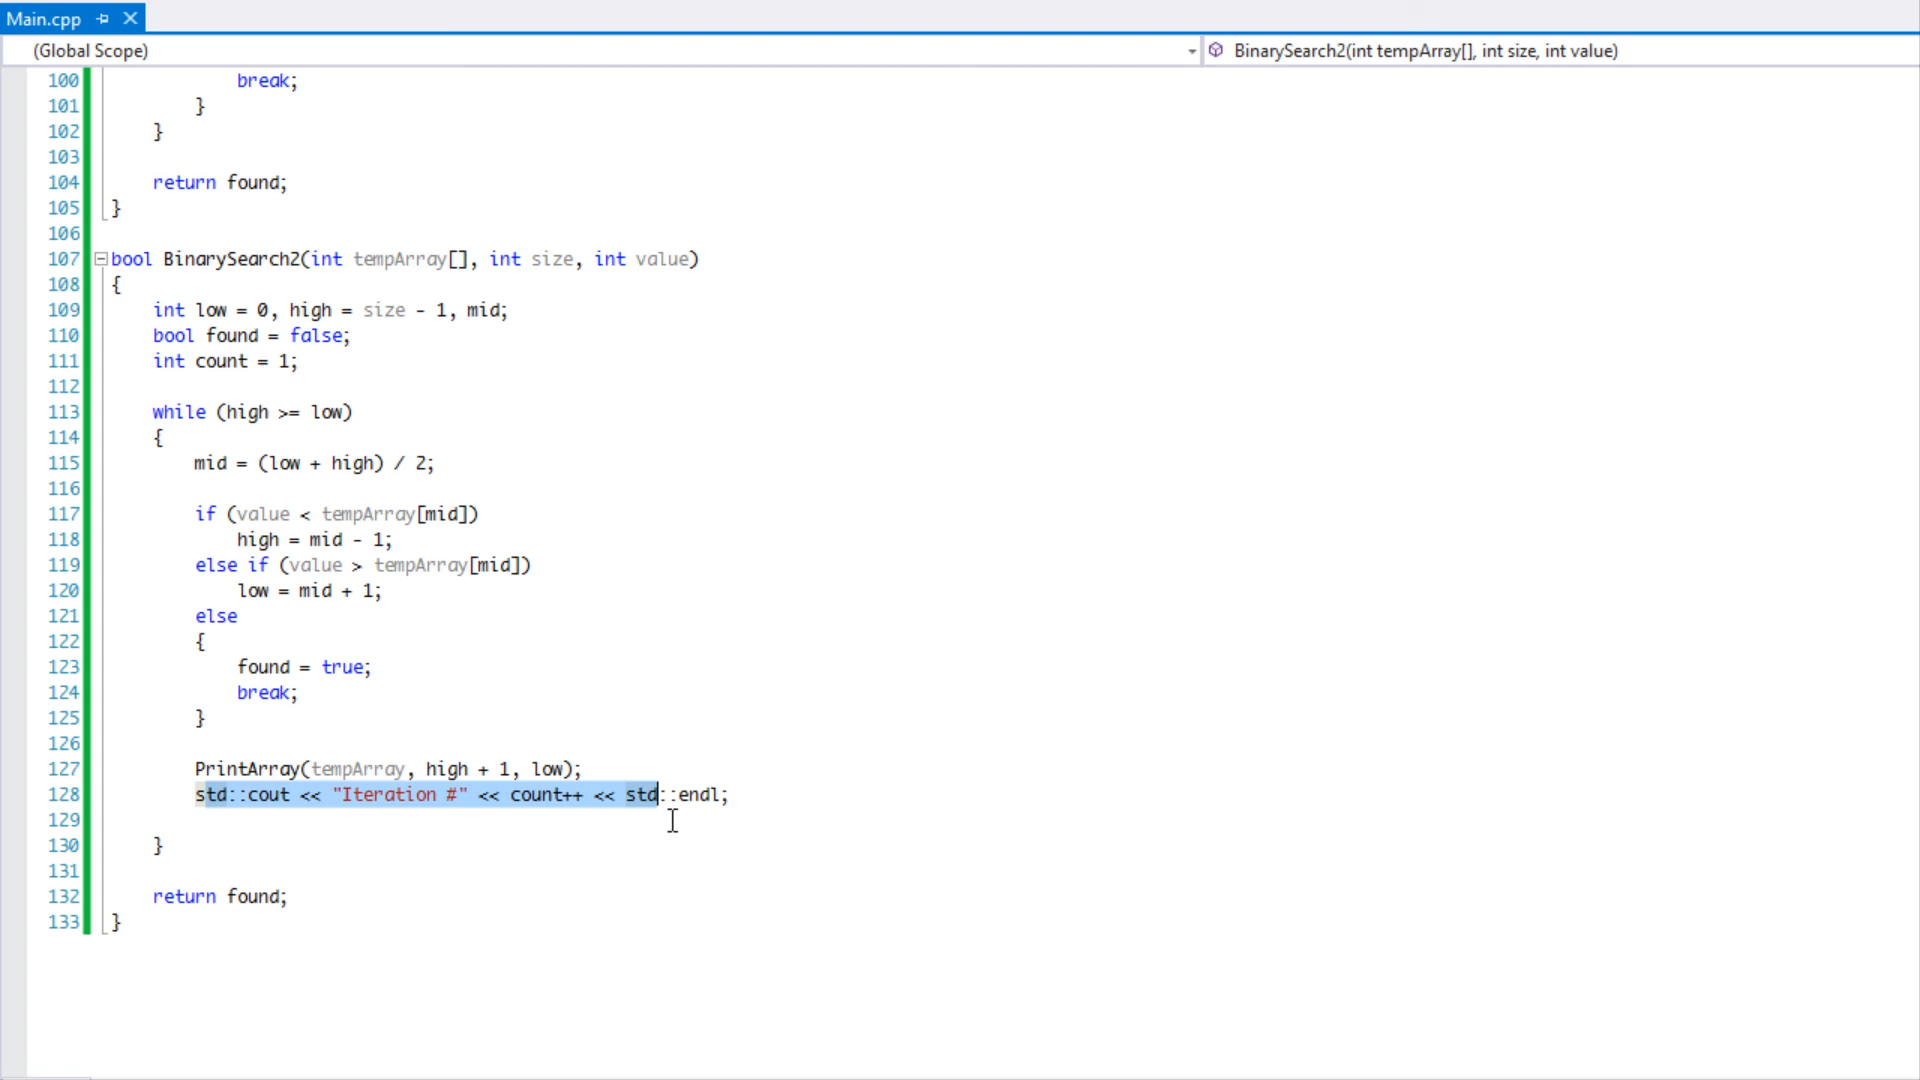 Main.cpp
(Global Scope)
BinarySearch2(int tempArray[], int size, int value)
100 break;
101 }
102 }
103
104 return found;
105 }
106
107 bool BinarySearch2(int tempArray[], int size, int value)
108 {
109 int low = 0, high = size - 1, mid;
110 bool found = false;
111 int count = 1;
112
113 while (high >= low)
114 {
115 mid = (low + high) / 2;
116
117 if (value < tempArray[mid])
118 high = mid - 1;
119 else if (value > tempArray[mid])
120 low = mid + 1;
121 else
122 {
123 found = true;
124 break;
125 }
126
127 PrintArray(tempArray, high + 1, low);
128 std::cout << "Iteration #" << count++ << std::endl;
129
130 }
131
132 return found;
133 }